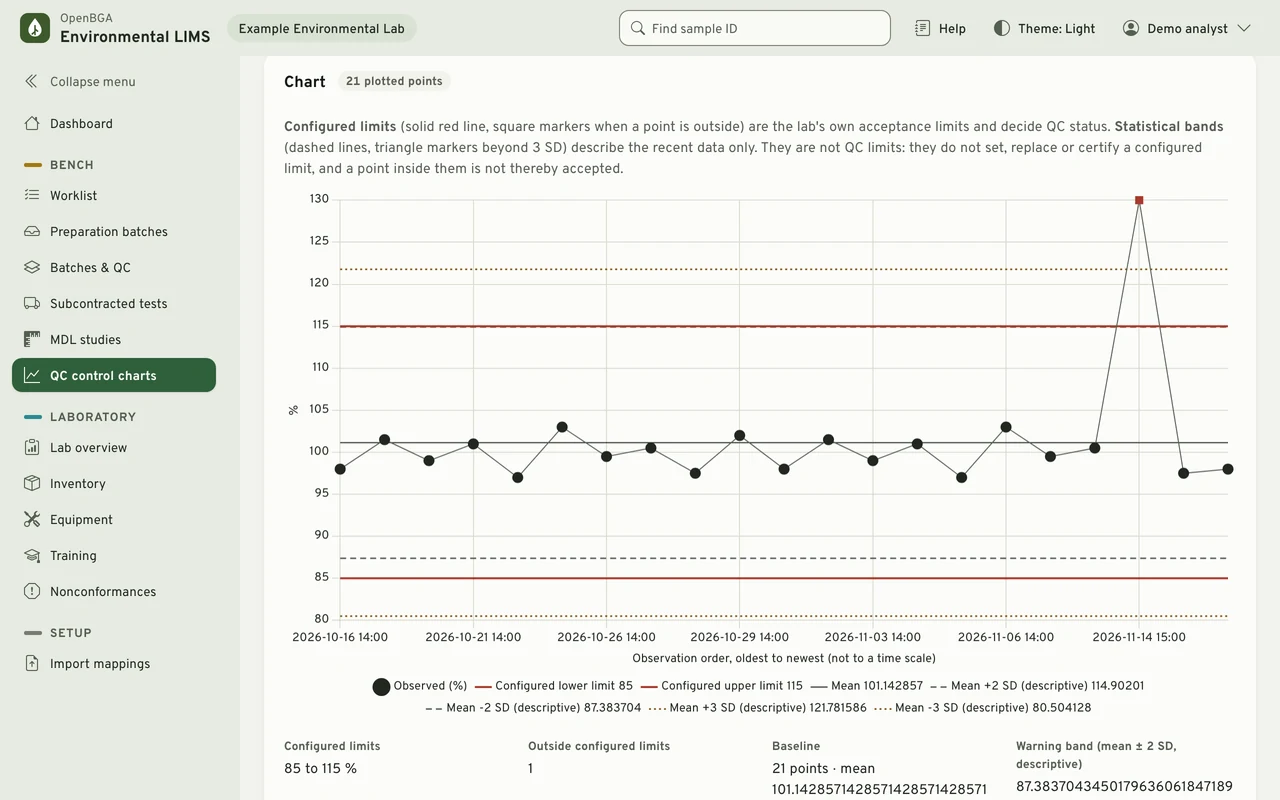 OpenBGA
Environmental LIMS
Example Environmental Lab
Find sample ID
Help
Theme: Light
Demo analyst
Collapse menu
Dashboard
BENCH
Worklist
Preparation batches
Batches & QC
Subcontracted tests
MDL studies
QC control charts
LABORATORY
Lab overview
Inventory
Equipment
Training
Nonconformances
SETUP
Import mappings
Chart
21 plotted points
Configured limits (solid red line, square markers when a point is outside) are the lab's own acceptance limits and decide QC status. Statistical bands
(dashed lines, triangle markers beyond 3 SD) describe the recent data only. They are not QC limits: they do not set, replace or certify a configured
limit, and a point inside them is not thereby accepted.
130
125
120
115
110
105
100
95
90
85
80
%
2026-10-16 14:00 2026-10-21 14:00 2026-10-26 14:00 2026-10-29 14:00 2026-11-03 14:00 2026-11-06 14:00 2026-11-14 15:00
Observation order, oldest to newest (not to a time scale)
Observed (%) Configured lower limit 85 Configured upper limit 115 Mean 101.142857 Mean +2 SD (descriptive) 114.90201
Mean -2 SD (descriptive) 87.383704 Mean +3 SD (descriptive) 121.781586 Mean -3 SD (descriptive) 80.504128
Configured limits
85 to 115 %
Outside configured limits
1
Baseline
21 points · mean
101.1428571428571428571428571
Warning band (mean ± 2 SD,
descriptive)
87.3837043450179636061847189